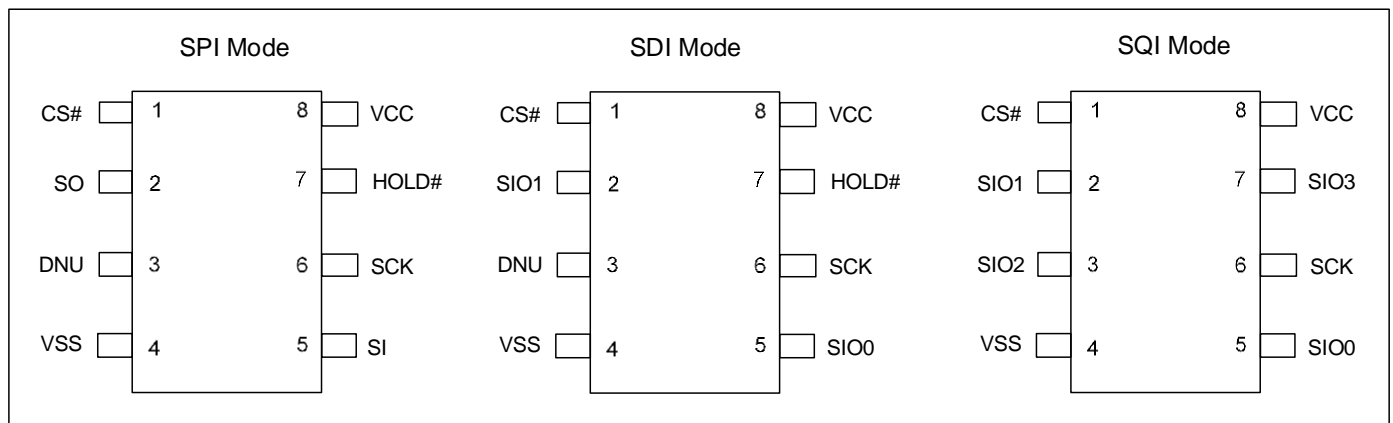 SPI Mode
CS# 1 8 VCC
SO 2 7 HOLD#
DNU 3 6 SCK
VSS 4 5 SI
SDI Mode
CS# 1 8 VCC
SIO1 2 7 HOLD#
DNU 3 6 SCK
VSS 4 5 SIO0
SQI Mode
CS# 1 8 VCC
SIO1 2 7 SIO3
SIO2 3 6 SCK
VSS 4 5 SIO0